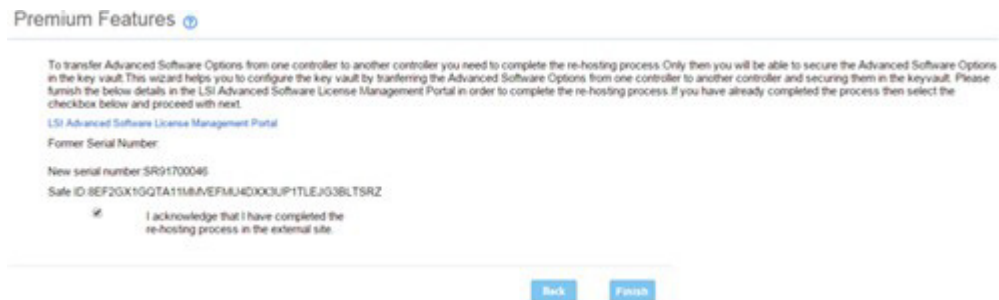 Premium Features ?
To transfer Advanced Software Options from one controller to another controller you need to complete the re-hosting process.Only then you will be able to secure the Advanced Software Options
in the key vault.This wizard helps you to configure the key vault by tranferring the Advanced Software Options from one controller to another controller and securing them in the keyvault. Please
furnish the below details in the LSI Advanced Software License Management Portal in order to complete the re-hosting process.If you have already completed the process then select the
checkbox below and proceed with next.
LSI Advanced Software License Management Portal
Former Serial Number:
New serial number:SR91700046
Safe ID:8EF2GX1GQTA11MMVEFMU4DXX3UP1TLEJG3BLTSRZ
I acknowledge that I have completed the
re-hosting process in the external site.
Back Finish